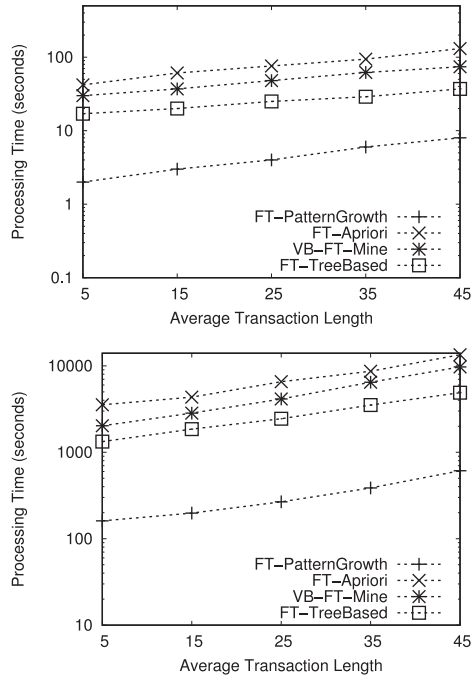 100
10
1
0.1
Processing Time (seconds)
FT-PatternGrowth
FT-Apriori
VB-FT-Mine
FT-TreeBased
5 15 25 35 45
Average Transaction Length
10000
1000
100
10
Processing Time (seconds)
FT-PatternGrowth
FT-Apriori
VB-FT-Mine
FT-TreeBased
5 15 25 35 45
Average Transaction Length